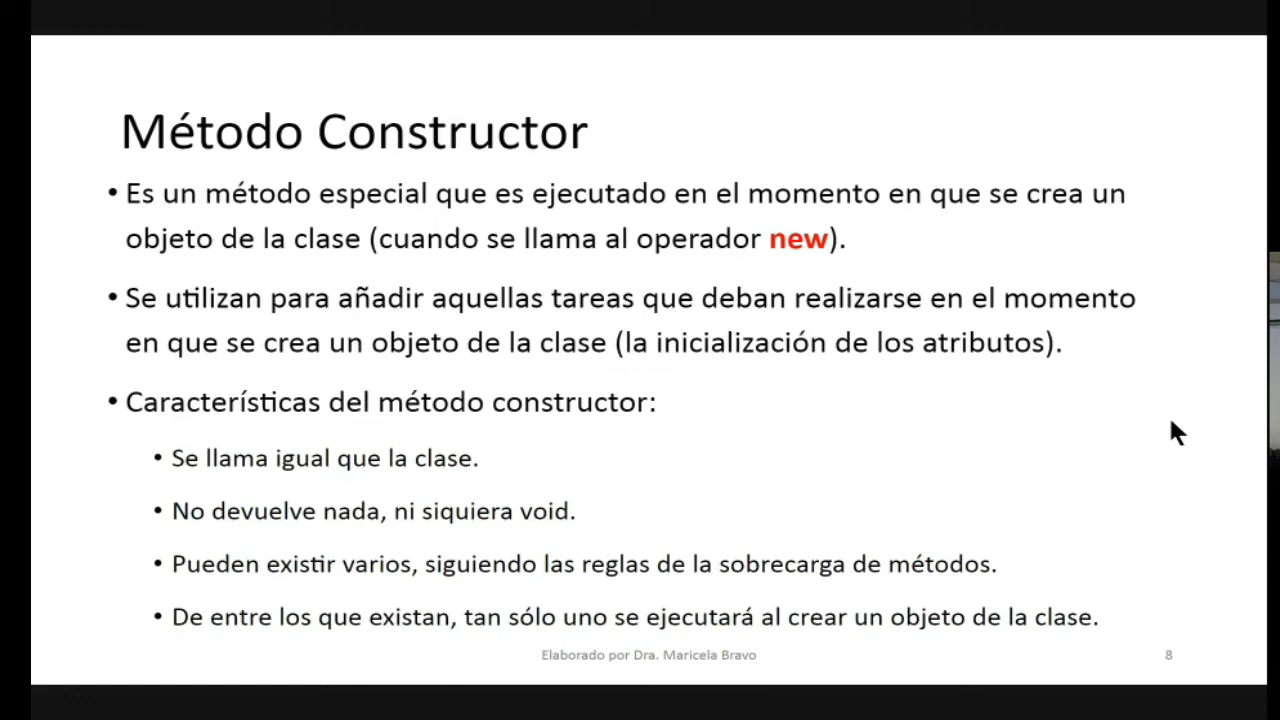 Método Constructor
• Es un método especial que es ejecutado en el momento en que se crea un
objeto de la clase (cuando se llama al operador new).
• Se utilizan para añadir aquellas tareas que deban realizarse en el momento
en que se crea un objeto de la clase (la inicialización de los atributos).
• Características del método constructor:
• Se llama igual que la clase.
• No devuelve nada, ni siquiera void.
• Pueden existir varios, siguiendo las reglas de la sobrecarga de métodos.
• De entre los que existan, tan sólo uno se ejecutará al crear un objeto de la clase.
Elaborado por Dra. Maricela Bravo
8